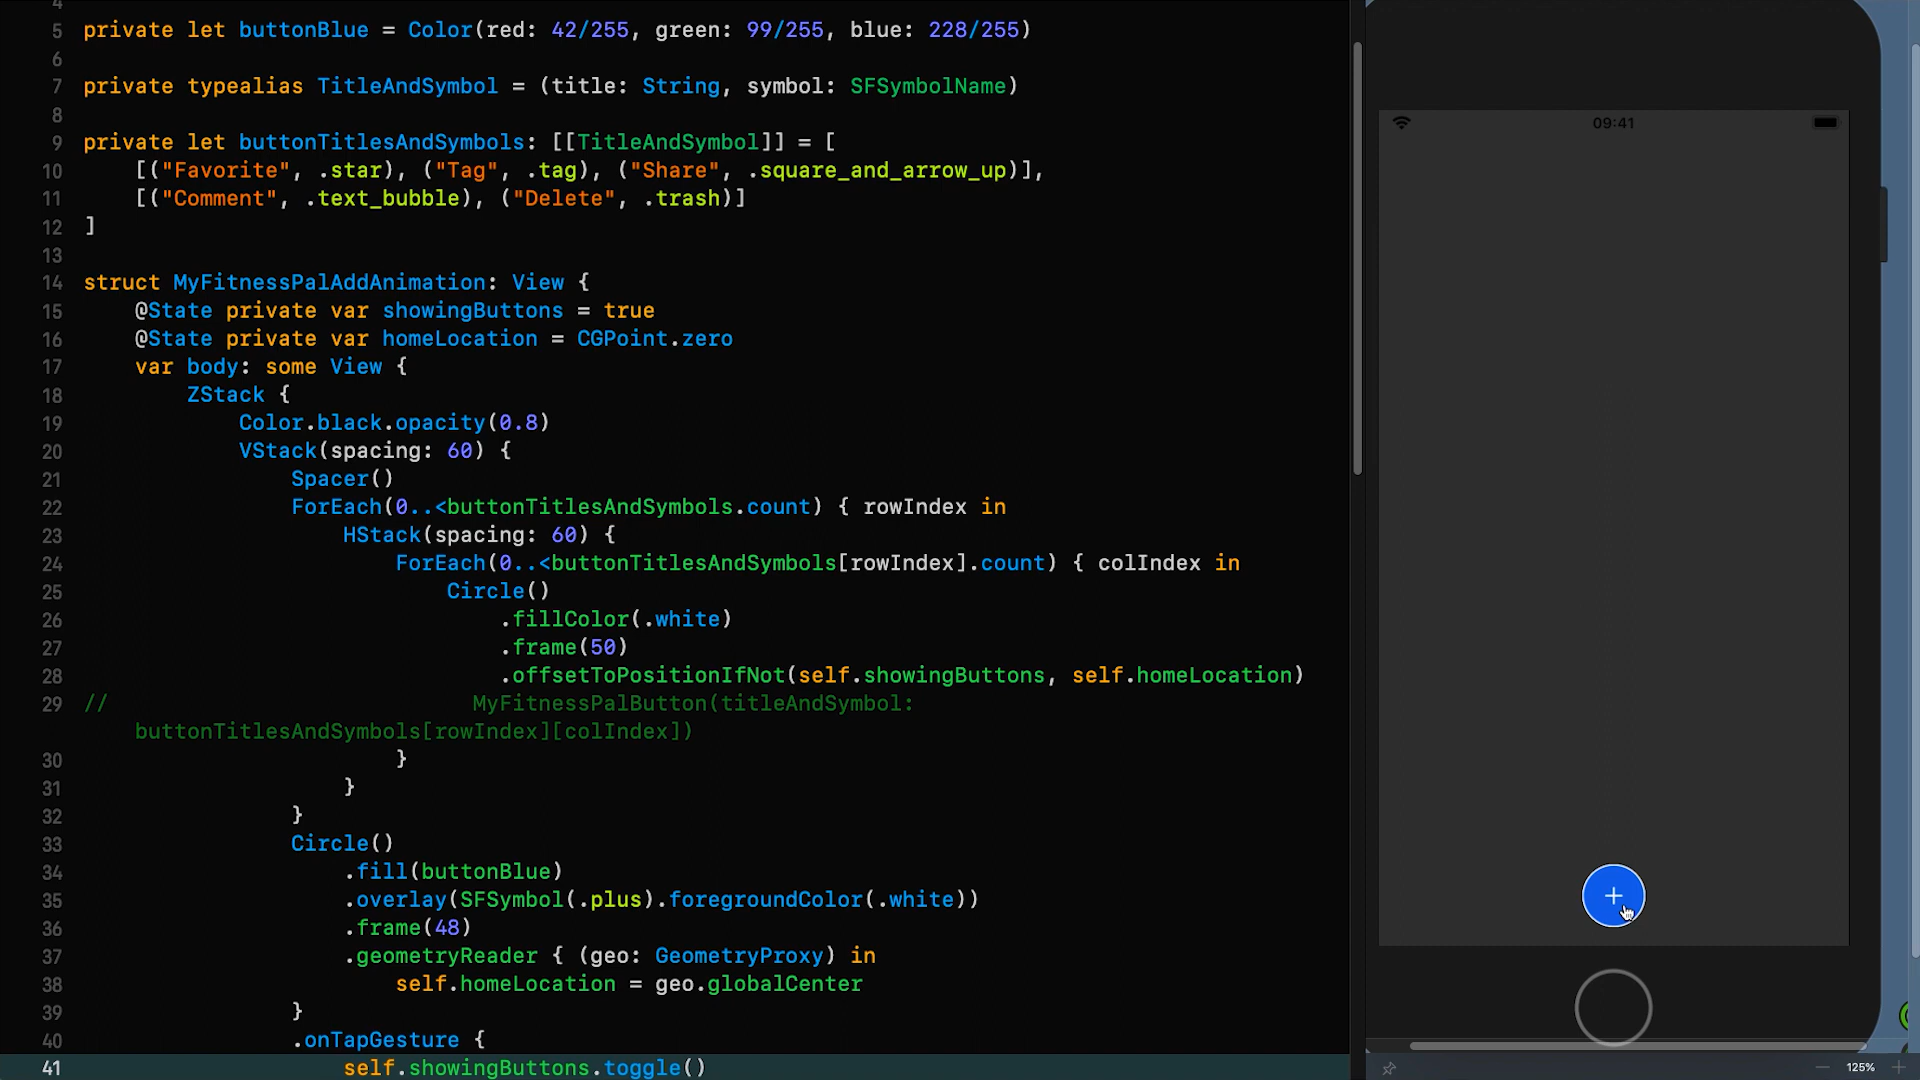 4
5 private let buttonBlue = Color(red: 42/255, green: 99/255, blue: 228/255)
6
7 private typealias TitleAndSymbol = (title: String, symbol: SFSymbolName)
8
9 private let buttonTitlesAndSymbols: [[TitleAndSymbol]] = [
10 [("Favorite", .star), ("Tag", .tag), ("Share", .square_and_arrow_up)],
11 [("Comment", .text_bubble), ("Delete", .trash)]
12 ]
13
14 struct MyFitnessPalAddAnimation: View {
15 @State private var showingButtons = true
16 @State private var homeLocation = CGPoint.zero
17 var body: some View {
18 ZStack {
19 Color.black.opacity(0.8)
20 VStack(spacing: 60) {
21 Spacer()
22 ForEach(0..<buttonTitlesAndSymbols.count) { rowIndex in
23 HStack(spacing: 60) {
24 ForEach(0..<buttonTitlesAndSymbols[rowIndex].count) { colIndex in
25 Circle()
26 .fillColor(.white)
27 .frame(50)
28 .offsetToPositionIfNot(self.showingButtons, self.homeLocation)
29 // MyFitnessPalButton(titleAndSymbol:
buttonTitlesAndSymbols[rowIndex][colIndex])
30 }
31 }
32 }
33 Circle()
34 .fill(buttonBlue)
35 .overlay(SFSymbol(.plus).foregroundColor(.white))
36 .frame(48)
37 .geometryReader { (geo: GeometryProxy) in
38 self.homeLocation = geo.globalCenter
39 }
40 .onTapGesture {
41 self.showingButtons.toggle()
09:41
125%